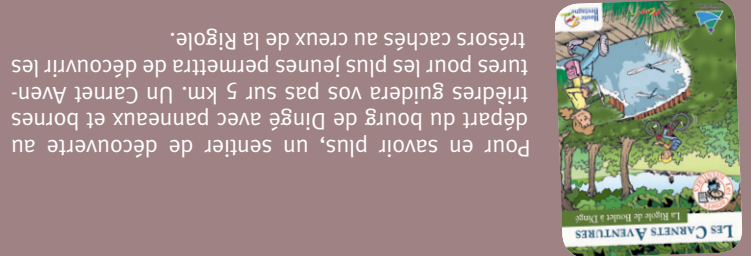 Pour en savoir plus, un sentier de découverte au
départ du bourg de Dingé avec panneaux et bornes
trièdres guidera vos pas sur 5 km. Un Carnet Aven-
tures pour les plus jeunes permettra de découvrir les
trésors cachés au creux de la Rigole.
LES CARNETS AVENTURES
La Rigole de Boulet à Dingé
Haute
Bretagne